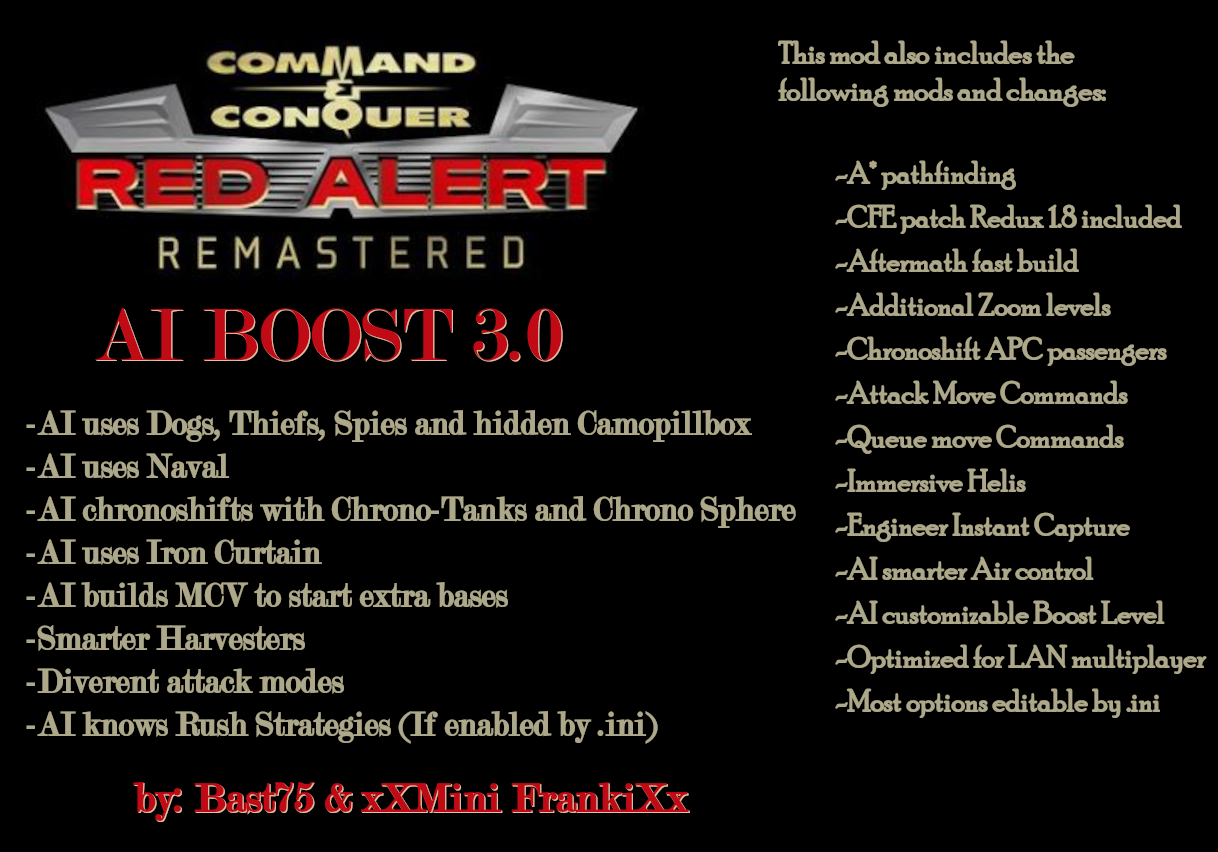 COMMAND
&
CONQUER
RED ALERT
REMASTERED
AI BOOST 3.0
-AI uses Dogs, Thiefs, Spies and hidden Camopillbox
-AI uses Naval
-AI chronoshifts with Chrono-Tanks and Chrono Sphere
-AI uses Iron Curtain
-AI builds MCV to start extra bases
-Smarter Harvesters
-Diverent attack modes
-AI knows Rush Strategies (If enabled by .ini)
by: Bast75 & xXMini FrankiXx
This mod also includes the
following mods and changes:
~A* pathfinding
~CFE patch Redux 1.8 included
~Aftermath fast build
~Additional Zoom levels
~Chronoshift APC passengers
~Attack Move Commands
~Queue move Commands
~Immersive Helis
~Engineer Instant Capture
~AI smarter Air control
~AI customizable Boost Level
~Optimized for LAN multiplayer
~Most options editable by .ini